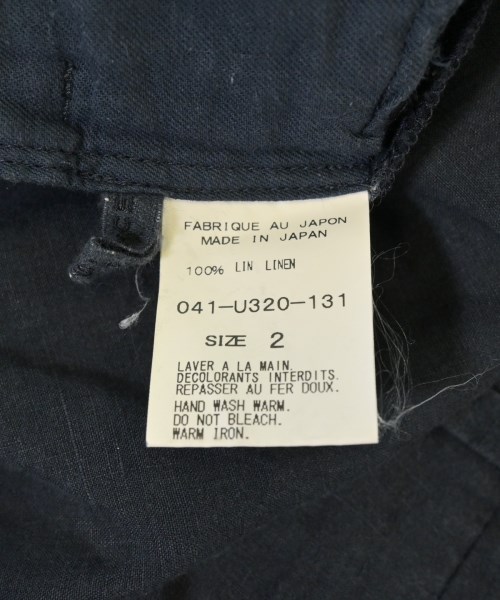 FABRIQUE AU JAPON
MADE IN JAPAN
100% LIN LINEN
041-U320-131
SIZE 2
LAVER A LA MAIN.
DECOLORANTS INTERDITS.
REPASSER AU FER DOUX.
HAND WASH WARM.
DO NOT BLEACH.
WARM IRON.